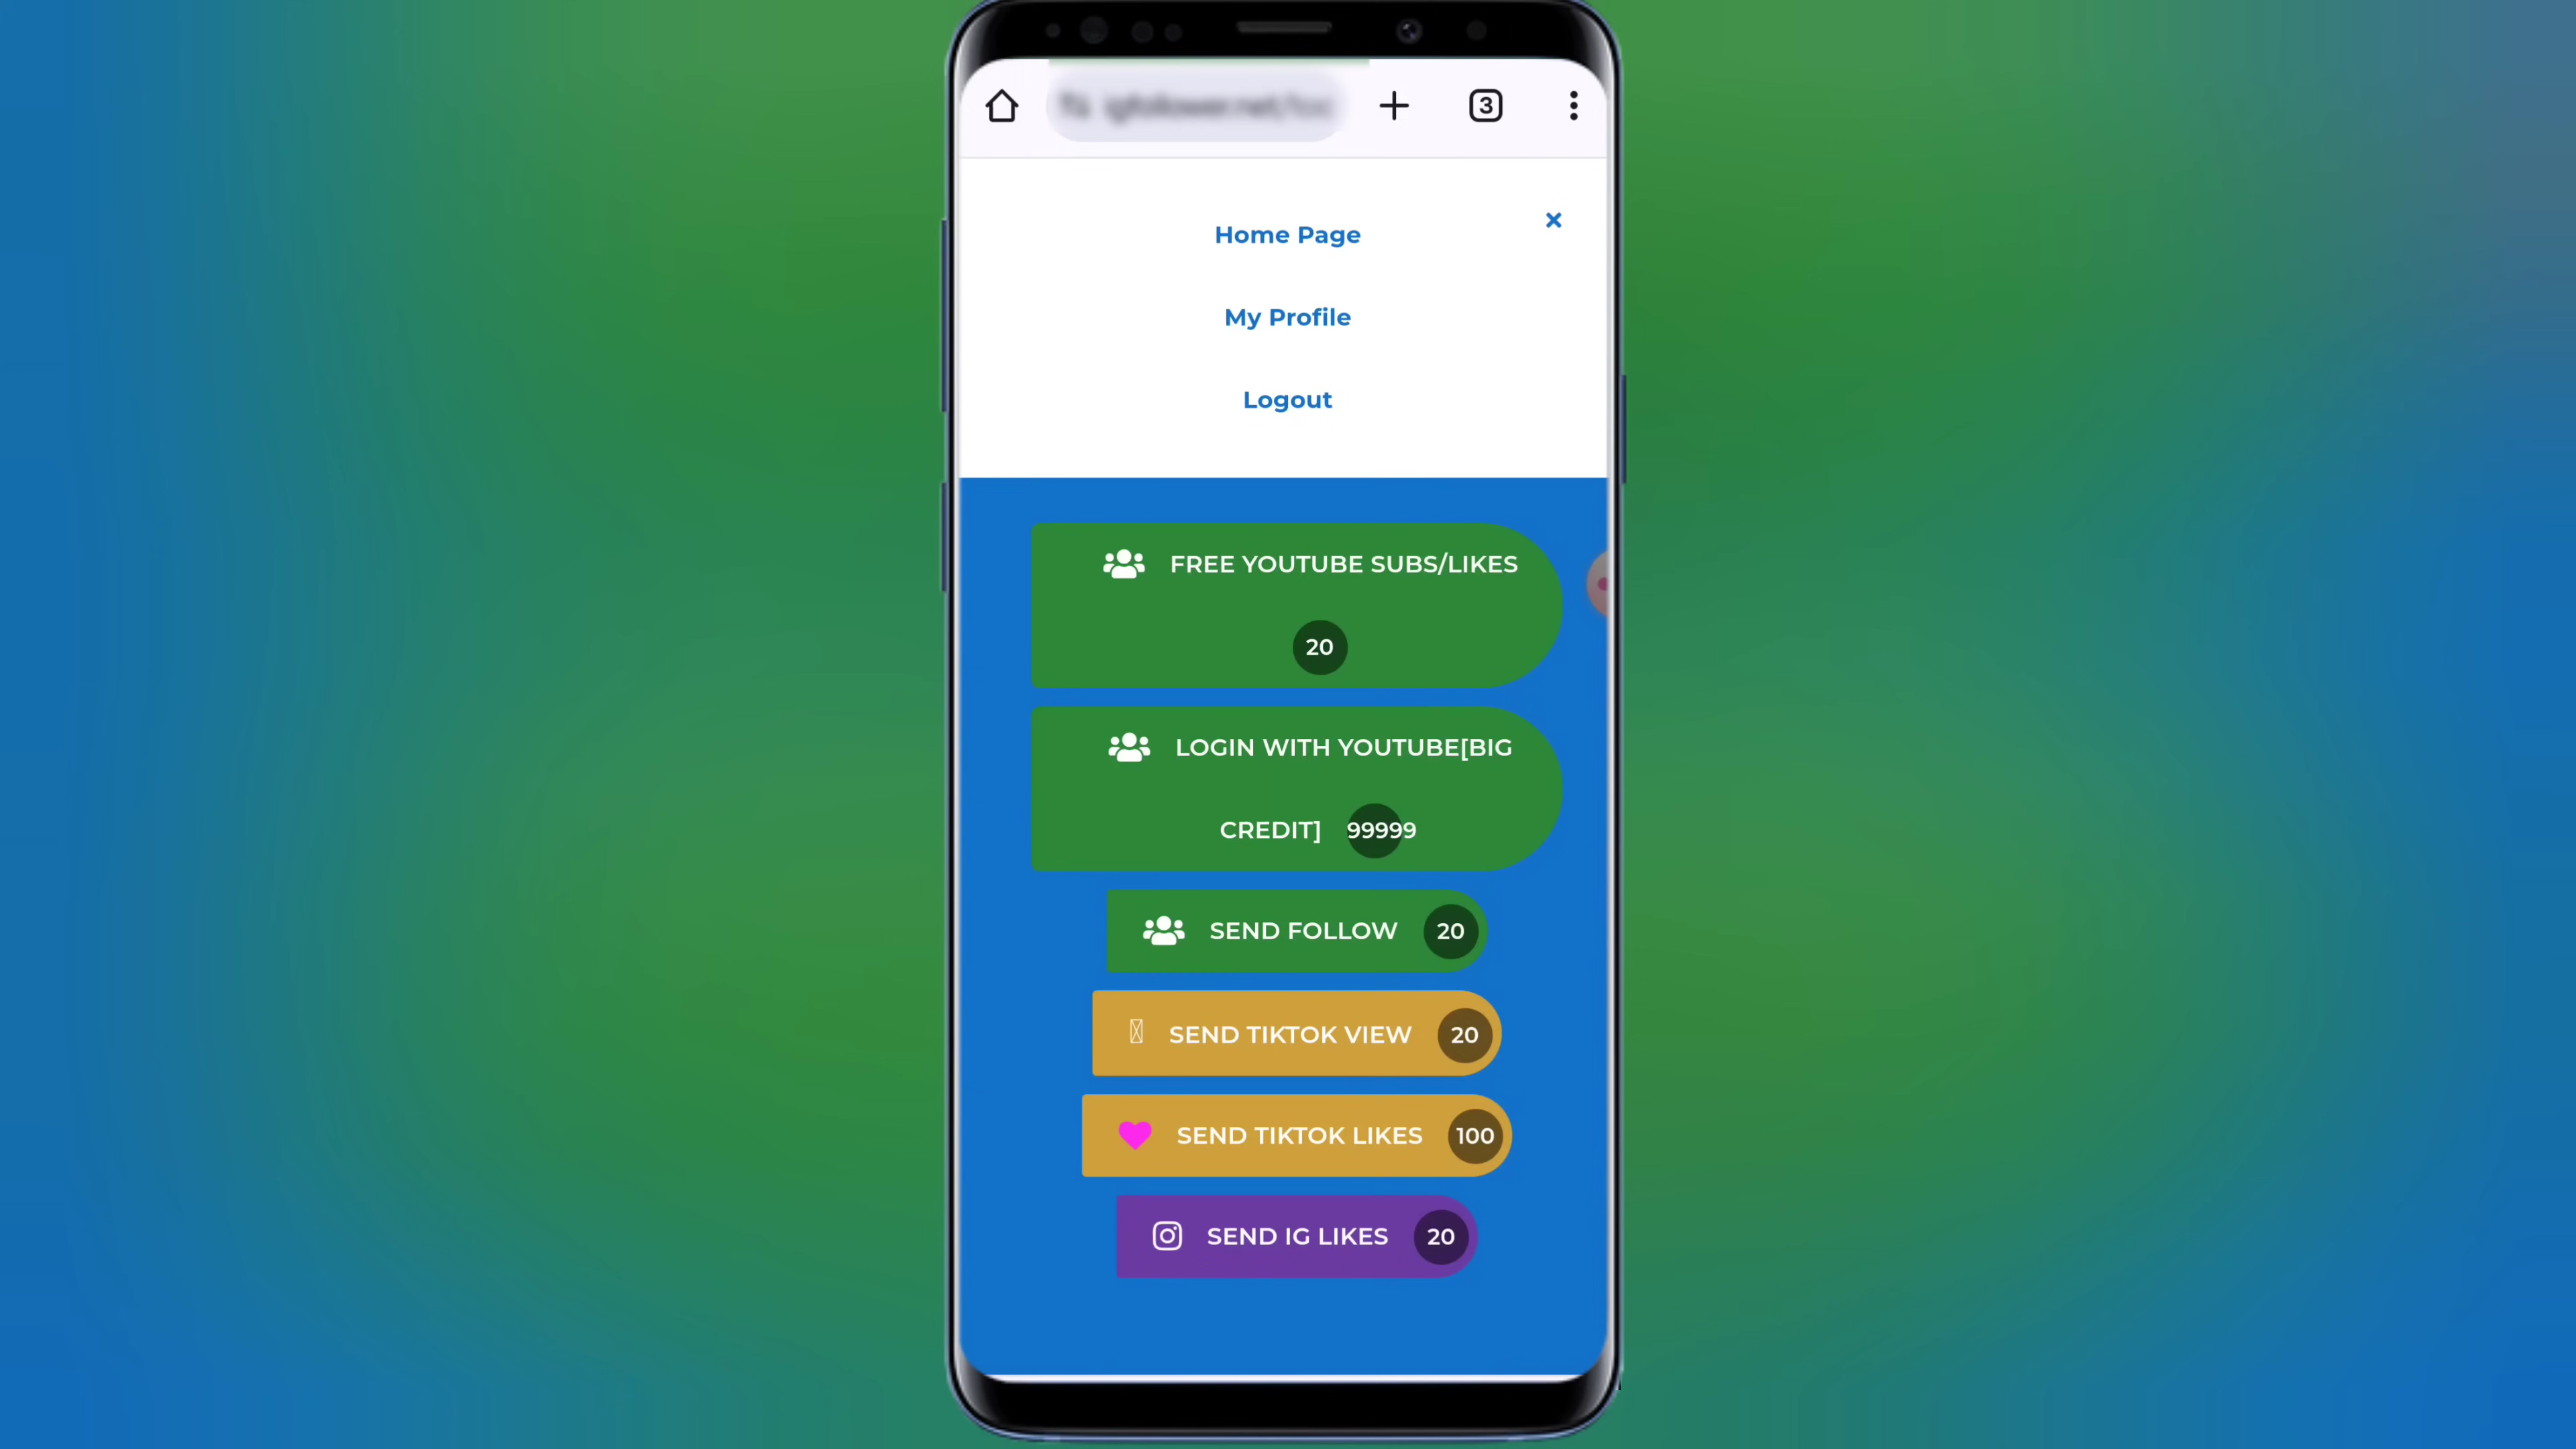 3
Home Page
My Profile
Logout
FREE YOUTUBE SUBS/LIKES
20
LOGIN WITH YOUTUBE[BIG
CREDIT] 99999
SEND FOLLOW 20
SEND TIKTOK VIEW 20
SEND TIKTOK LIKES 100
SEND IG LIKES 20